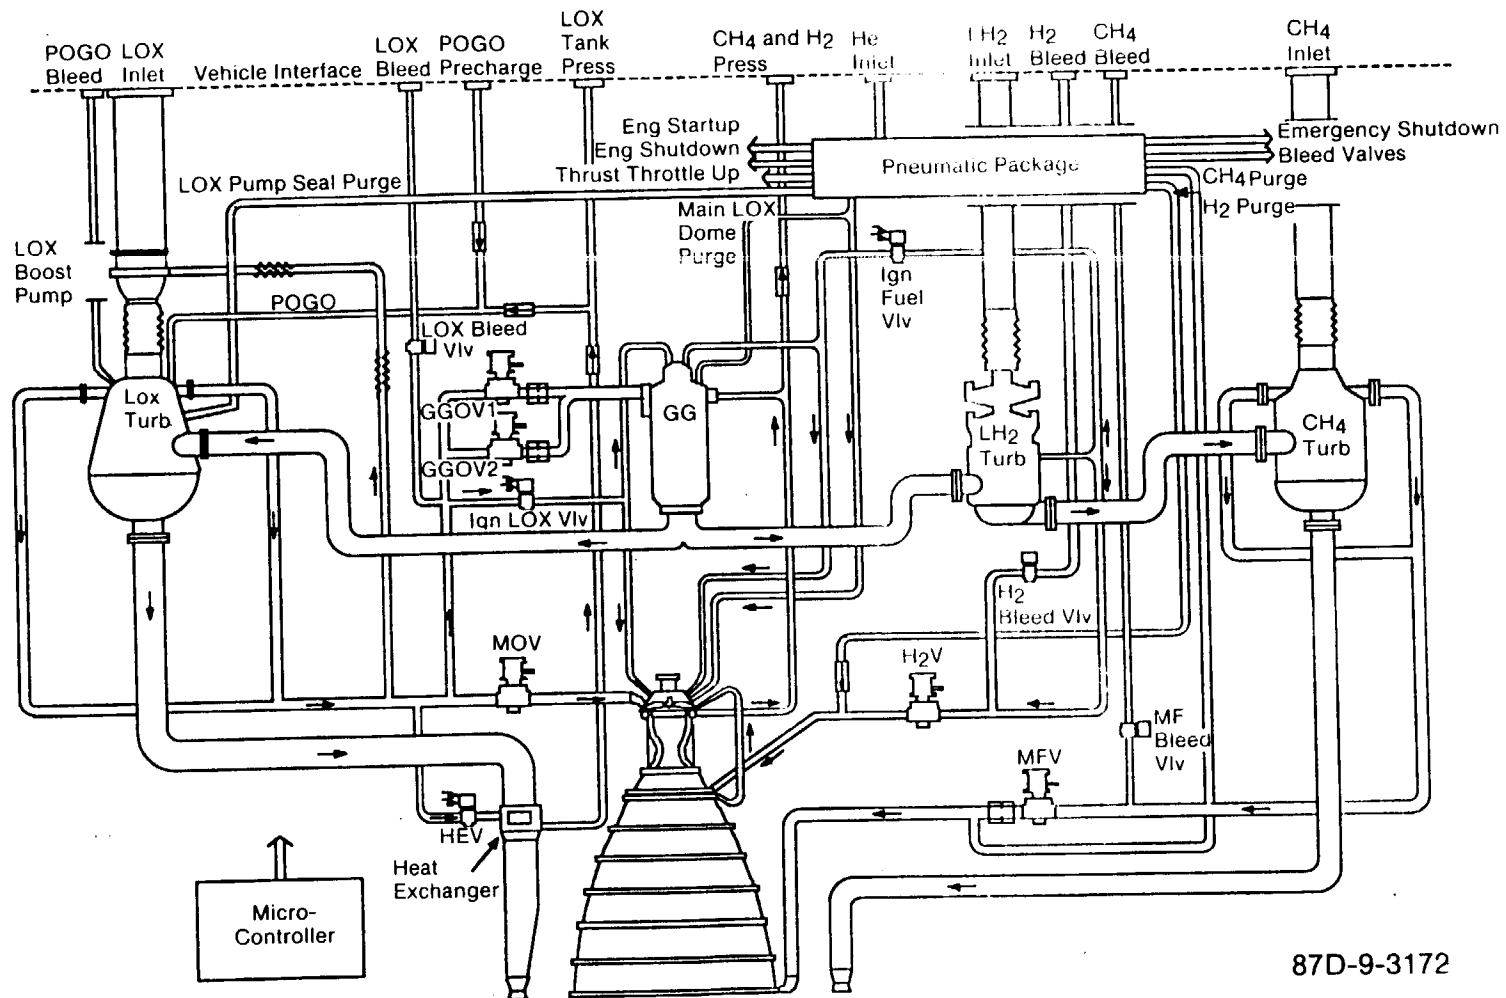 POGO Bleed
LOX Inlet
Vehicle Interface
LOX Bleed
POGO Precharge
LOX Tank Press
CH4 and H2 Press
He Inlet
LH2 Inlet
H2 Bleed
CH4 Bleed
CH4 Inlet
Eng Startup
Eng Shutdown
Thrust Throttle Up
Pneumatic Package
Emergency Shutdown
Bleed Valves
CH4 Purge
H2 Purge
LOX Pump Seal Purge
Main LOX
Dome
Purge
LOX
Boost
Pump
POGO
LOX Bleed
Vlv
Ign
Fuel
Vlv
Lox
Turb
GGOV1
GGOV2
GG
LH2
Turb
CH4
Turb
Ign LOX Vlv
H2
Bleed Vlv
MOV
H2V
MF
Bleed
Vlv
MFV
HEV
Heat
Exchanger
Micro-
Controller
87D-9-3172